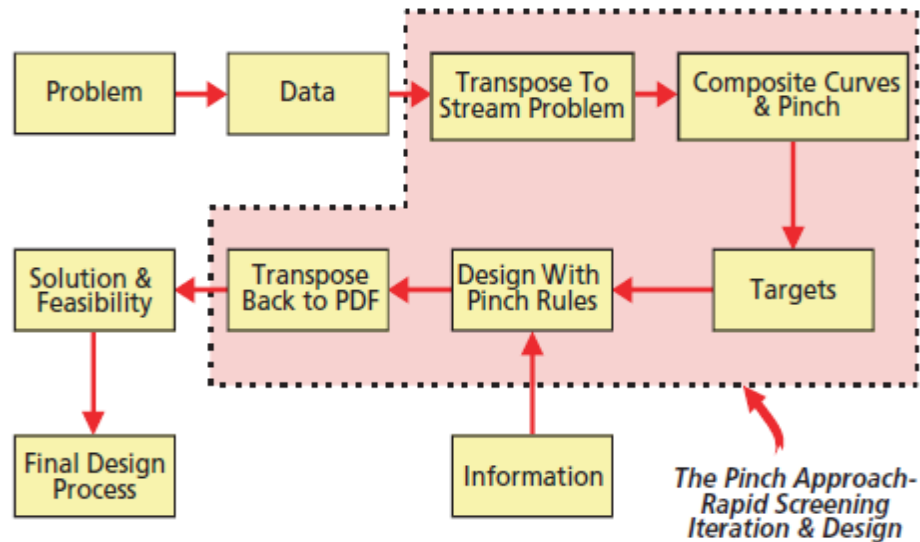 Problem
Data
Transpose To
Stream Problem
Composite Curves
& Pinch
Solution &
Feasibility
Transpose
Back to PDF
Design With
Pinch Rules
Targets
Final Design
Process
Information
The Pinch Approach-
Rapid Screening
Iteration & Design